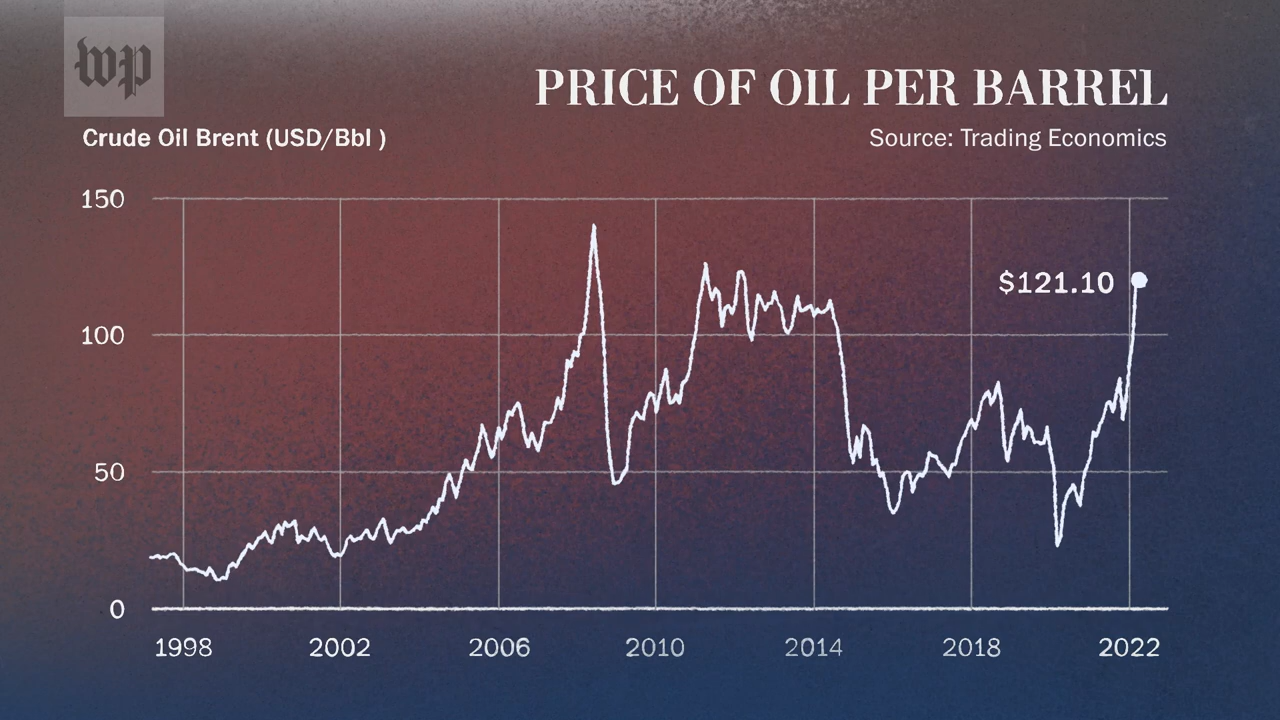 wp
PRICE OF OIL PER BARREL
Crude Oil Brent (USD/Bbl )
Source: Trading Economics
150
$121.10
100
50
0
1998 2002 2006 2010 2014 2018 2022